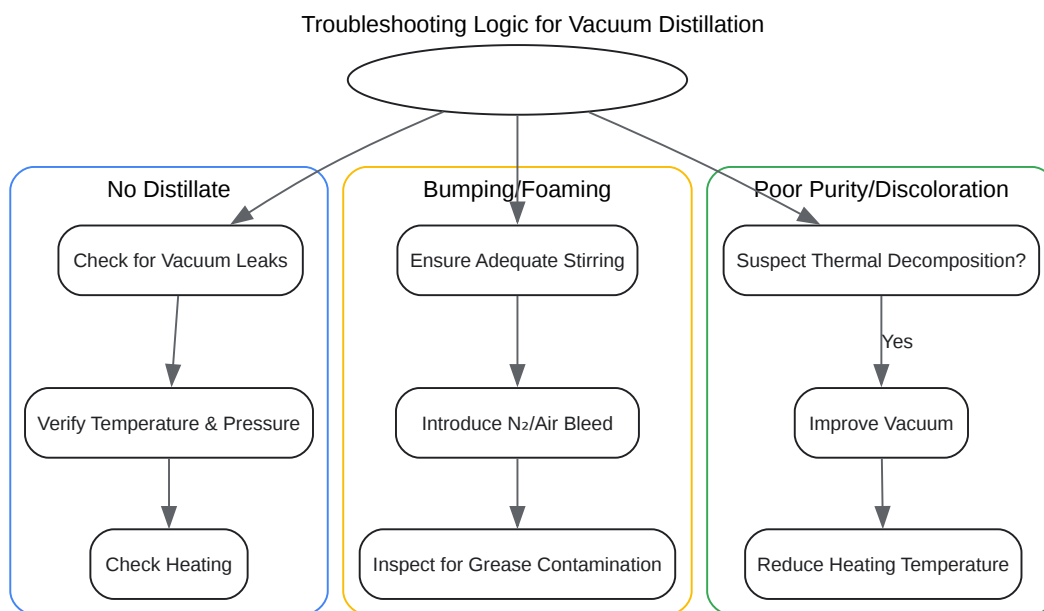 Troubleshooting Logic for Vacuum Distillation
No Distillate
Check for Vacuum Leaks
Verify Temperature & Pressure
Check Heating
Bumping/Foaming
Ensure Adequate Stirring
Introduce N₂/Air Bleed
Inspect for Grease Contamination
Poor Purity/Discoloration
Suspect Thermal Decomposition?
Yes
Improve Vacuum
Reduce Heating Temperature